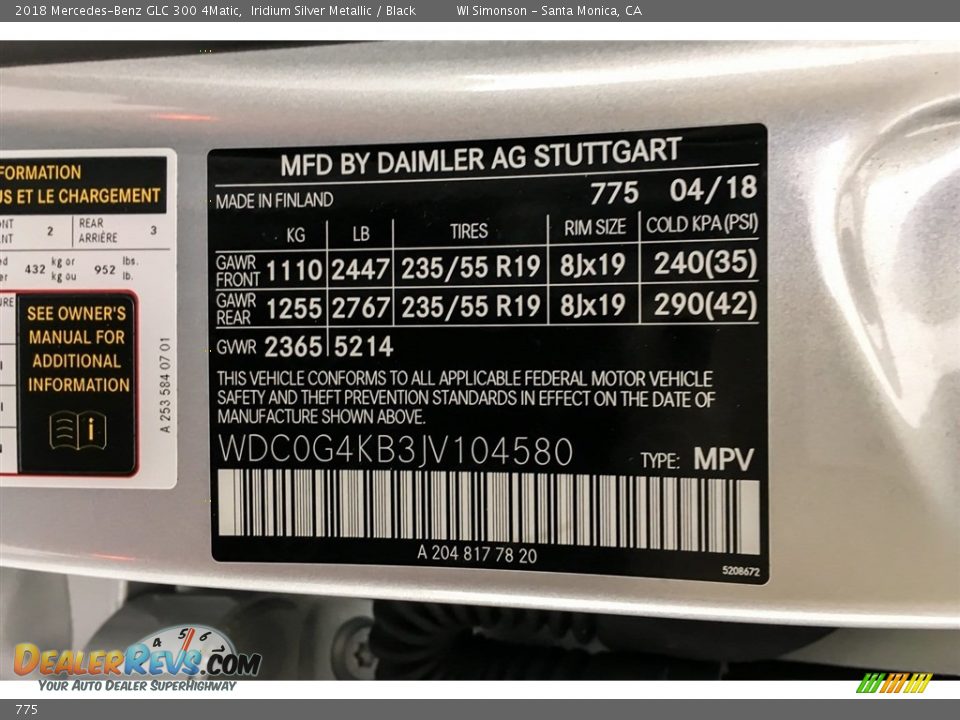 2018 Mercedes-Benz GLC 300 4Matic, Iridium Silver Metallic / Black WI Simonson - Santa Monica, CA
FORMATION
US ET LE CHARGEMENT
2 REAR ARRIÈRE 3
432 kg or kg ou 952 lbs. lb.
SEE OWNER'S
MANUAL FOR
ADDITIONAL
INFORMATION
A 253 584 07 01
MFD BY DAIMLER AG STUTTGART
MADE IN FINLAND 775 04/18
KG LB TIRES RIM SIZE COLD KPA(PSI)
GAWR FRONT 1110 2447 235/55 R19 8Jx19 240(35)
GAWR REAR 1255 2767 235/55 R19 8Jx19 290(42)
GVWR 2365 5214
THIS VEHICLE CONFORMS TO ALL APPLICABLE FEDERAL MOTOR VEHICLE
SAFETY AND THEFT PREVENTION STANDARDS IN EFFECT ON THE DATE OF
MANUFACTURE SHOWN ABOVE.
WDC0G4KB3JV104580 TYPE: MPV
A 204 817 78 20
5208672
4 5 6 7
DealerRevs.com
Your Auto Dealer SuperHighway
775